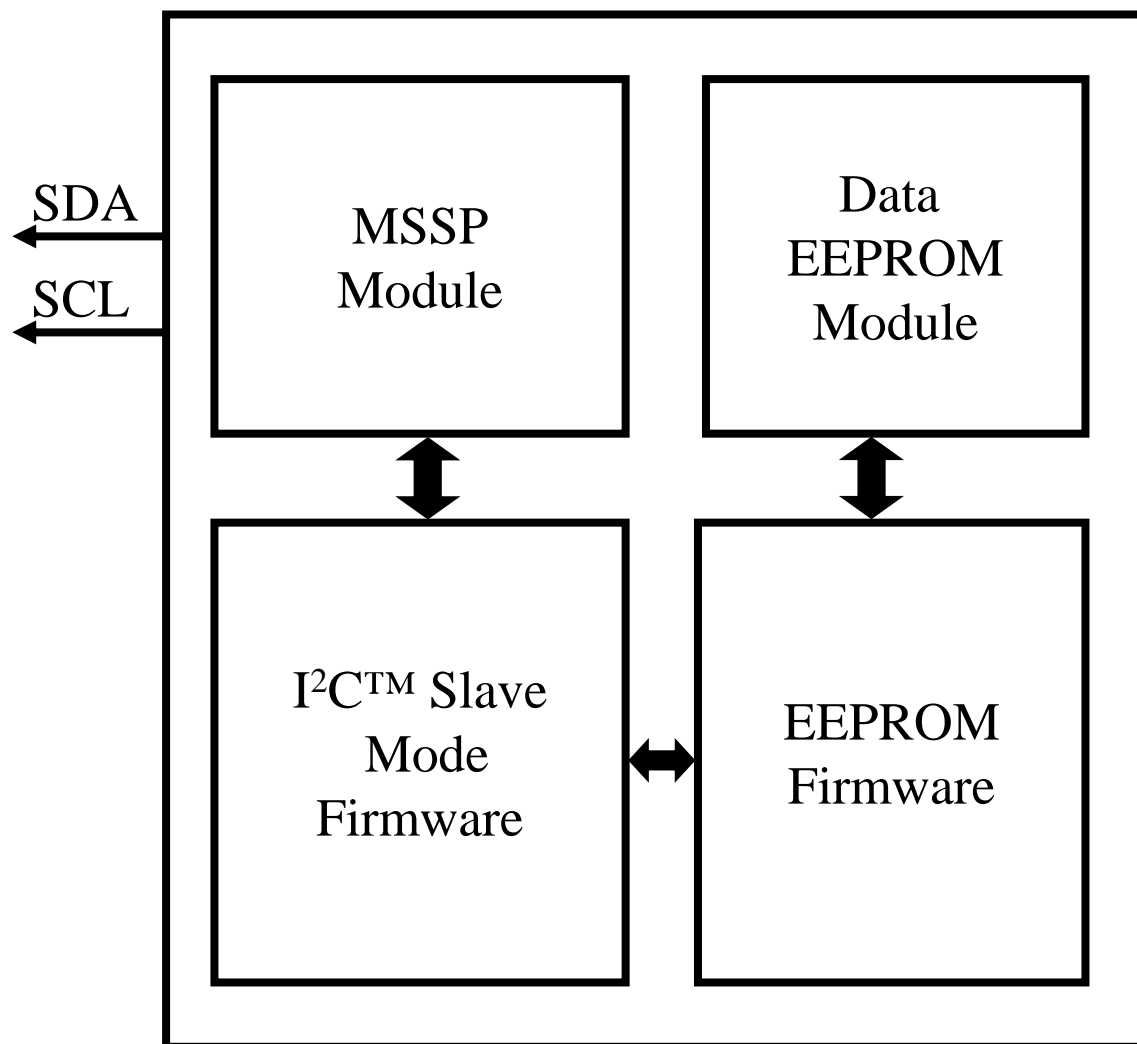 SDA
SCL
MSSP
Module
Data
EEPROM
Module
I²C™ Slave
Mode
Firmware
EEPROM
Firmware